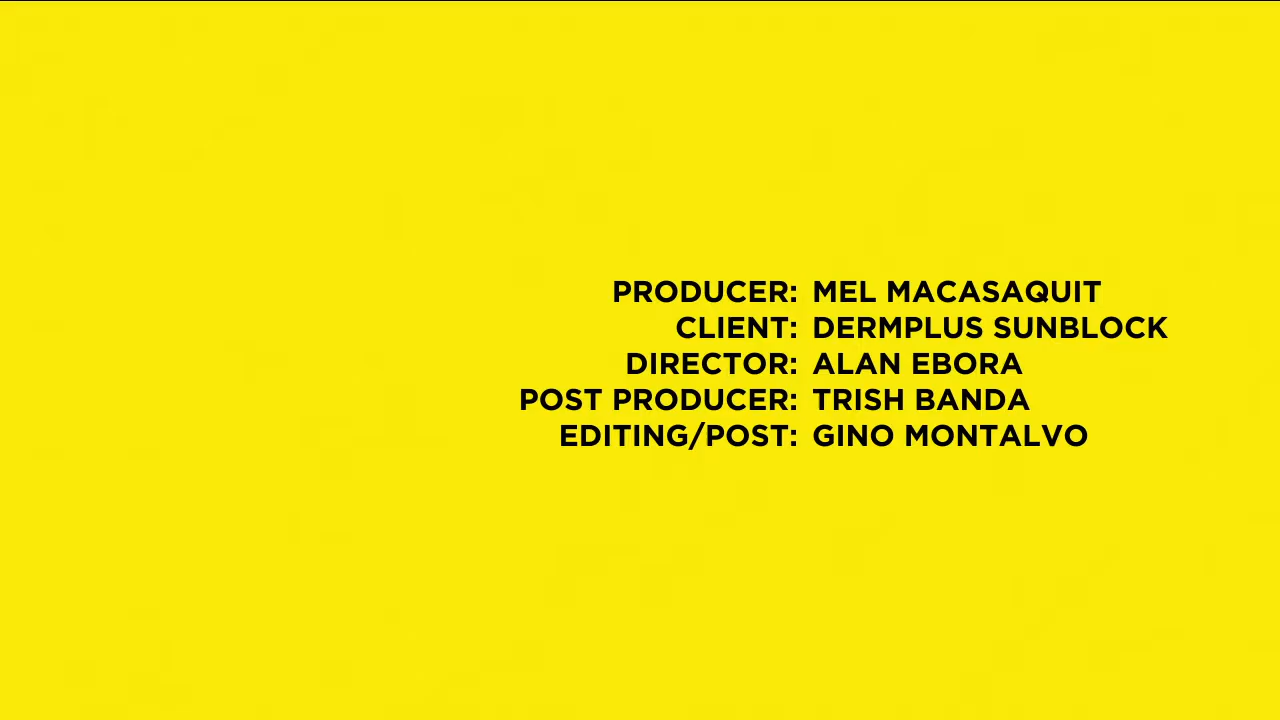 PRODUCER: MEL MACASAQUIT
CLIENT: DERMPLUS SUNBLOCK
DIRECTOR: ALAN EBORA
POST PRODUCER: TRISH BANDA
EDITING/POST: GINO MONTALVO